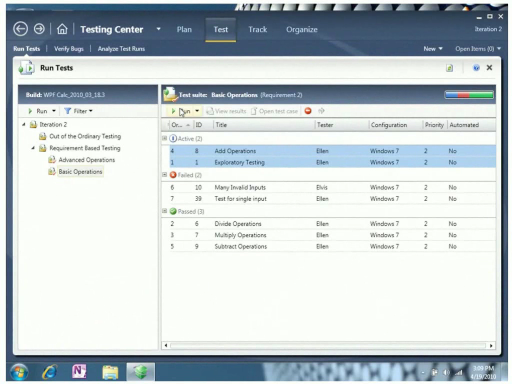 Testing Center Plan Test Track Organize
Iteration 2
Run Tests | Verify Bugs | Analyze Test Runs
New Open Items (0)
Run Tests
Build: WPF Calc_2010_03_18.3
Test suite: Basic Operations (Requirement 2)
Run Filter
Run View results Open test case
Or... ID Title Tester Configuration Priority Automated
Iteration 2
Out of the Ordinary Testing
Requirement Based Testing
Advanced Operations
Basic Operations
Active (2)
4 8 Add Operations Ellen Windows 7 2 No
1 1 Exploratory Testing Ellen Windows 7 2 No
Failed (2)
6 10 Many Invalid Inputs Elvis Windows 7 2 No
7 39 Test for single input Ellen Windows 7 2 No
Passed (3)
2 6 Divide Operations Ellen Windows 7 2 No
3 7 Multiply Operations Ellen Windows 7 2 No
5 9 Subtract Operations Ellen Windows 7 2 No
3:09 PM
4/19/2010